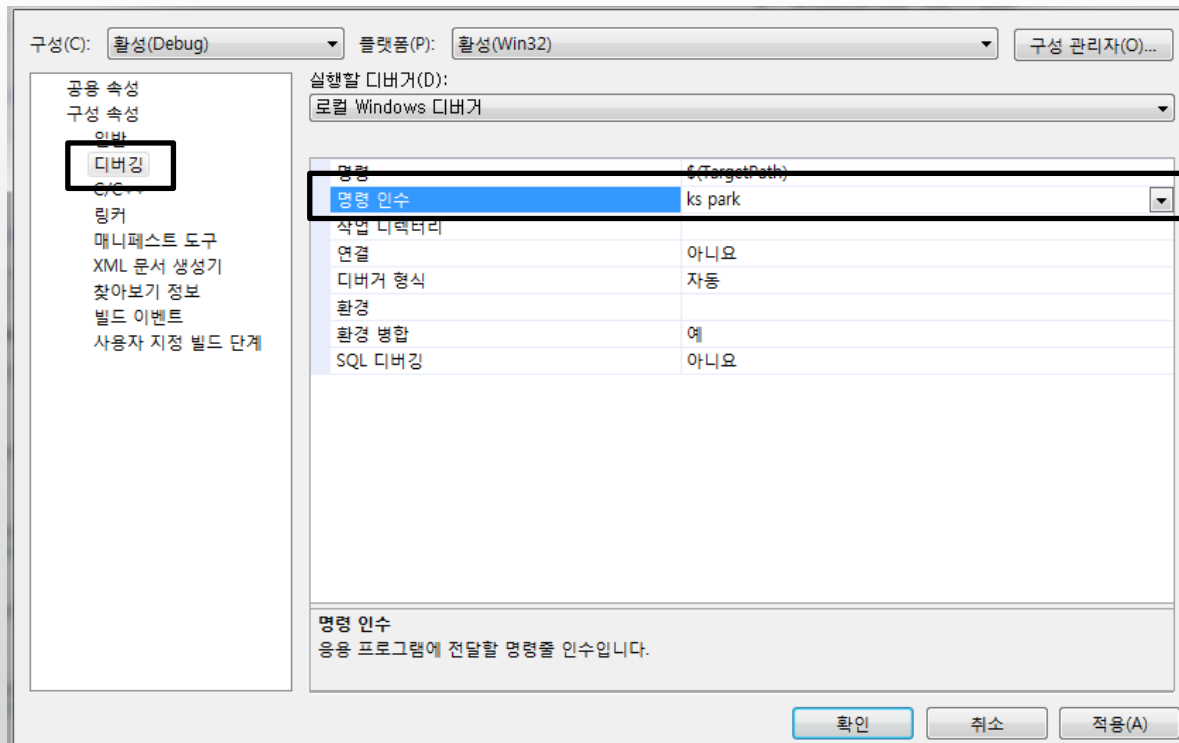 구성(C): 활성(Debug) 플랫폼(P): 활성(Win32) 구성 관리자(O)...
공용 속성
구성 속성
일반
디버깅
C/C++
링커
매니페스트 도구
XML 문서 생성기
찾아보기 정보
빌드 이벤트
사용자 지정 빌드 단계
실행할 디버거(D):
로컬 Windows 디버거
명령 $(TargetPath)
명령 인수 ks park
작업 디렉터리
연결 아니요
디버거 형식 자동
환경
환경 병합 예
SQL 디버깅 아니요
명령 인수
응용 프로그램에 전달할 명령줄 인수입니다.
확인 취소 적용(A)